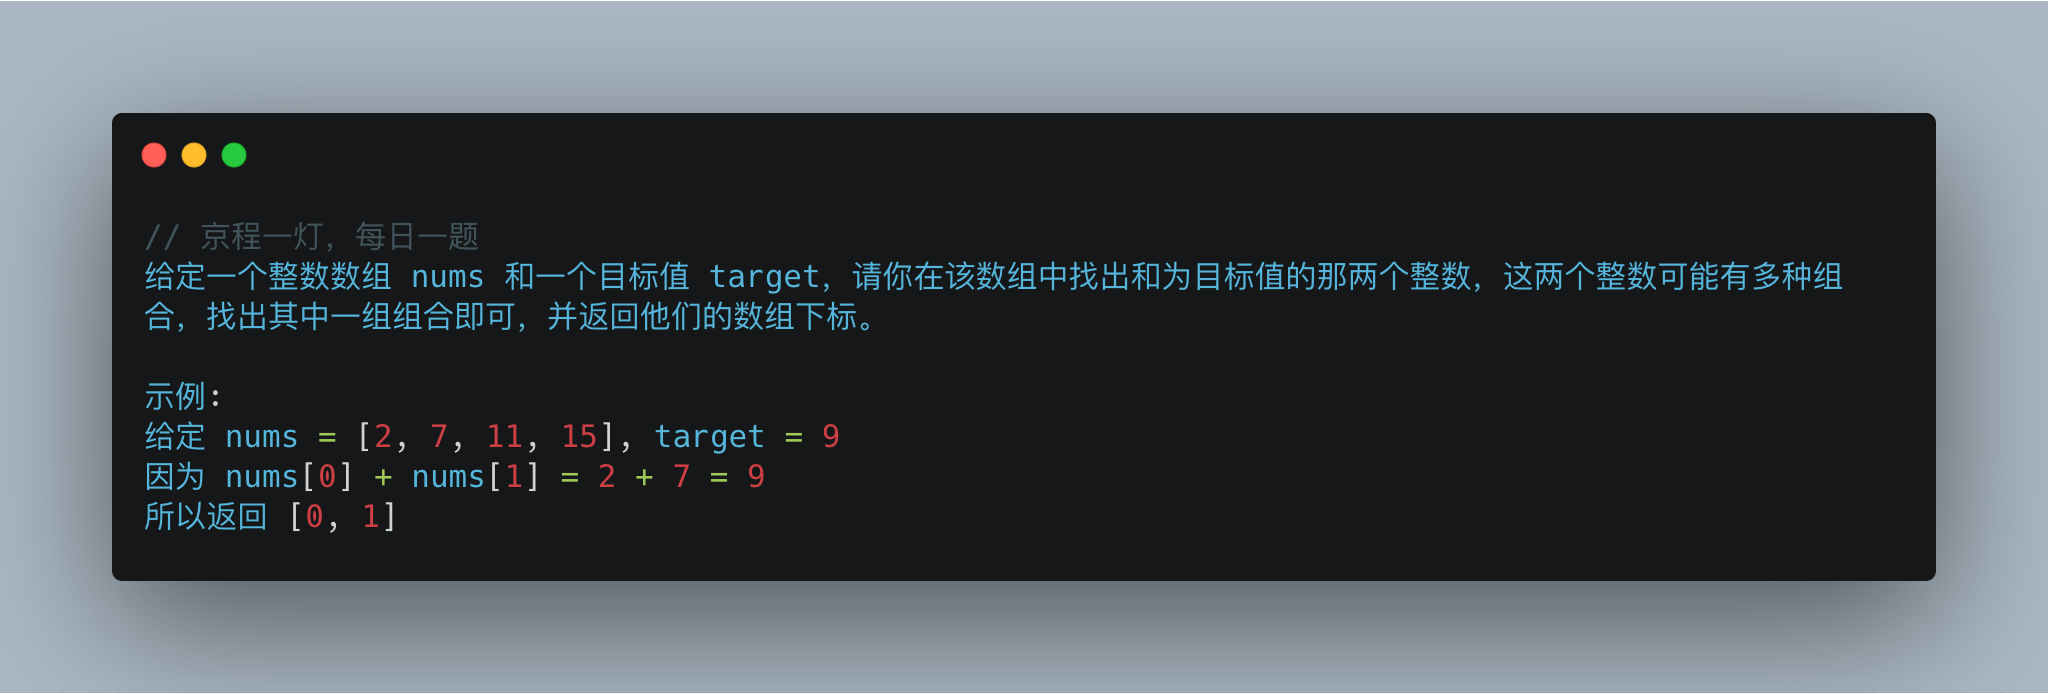 // 京程一灯，每日一题
给定一个整数数组 nums 和一个目标值 target，请你在该数组中找出和为目标值的那两个整数，这两个整数可能有多种组
合，找出其中一组组合即可，并返回他们的数组下标。
示例:
给定 nums = [2, 7, 11, 15], target = 9
因为 nums[0] + nums[1] = 2 + 7 = 9
所以返回 [0, 1]